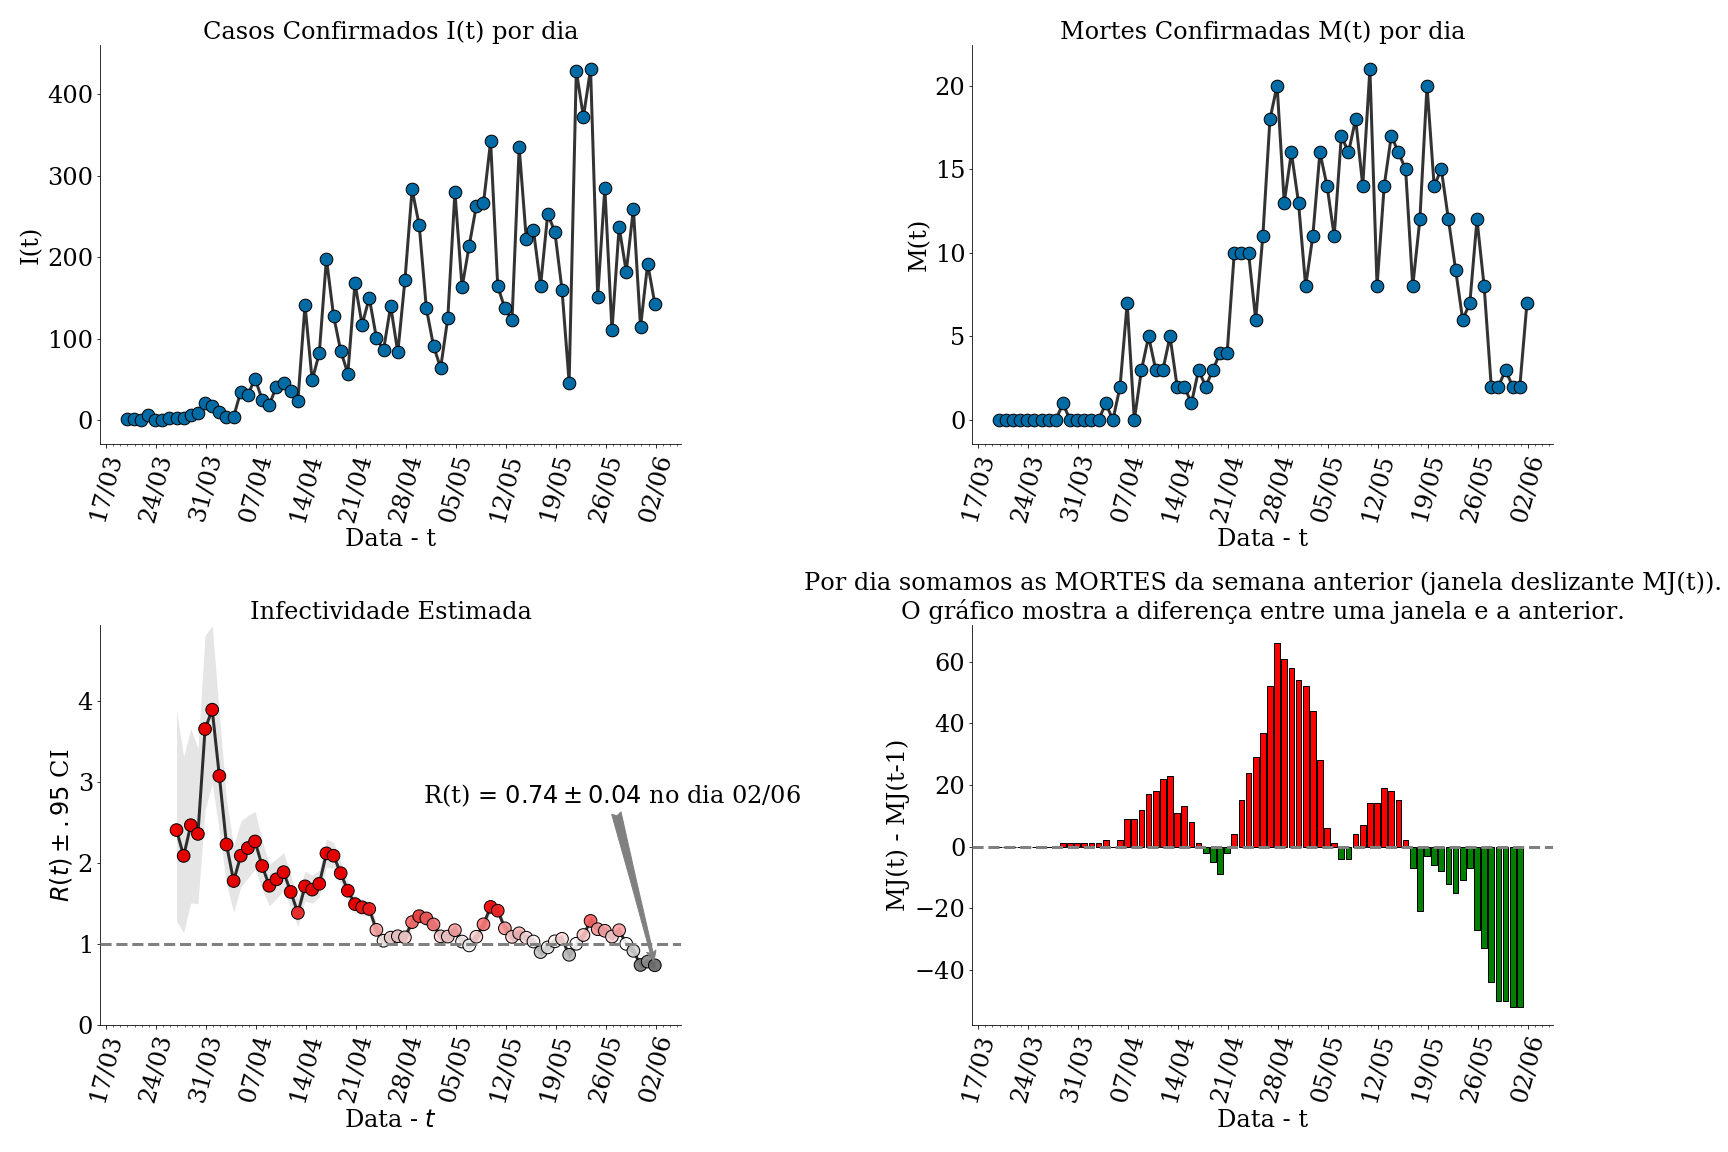 Casos Confirmados I(t) por dia
I(t)
400
300
200
100
0
17/03 24/03 31/03 07/04 14/04 21/04 28/04 05/05 12/05 19/05 26/05 02/06
Data - t
Mortes Confirmadas M(t) por dia
M(t)
20
15
10
5
0
17/03 24/03 31/03 07/04 14/04 21/04 28/04 05/05 12/05 19/05 26/05 02/06
Data - t
Infectividade Estimada
R(t) ± .95 CI
4
3
2
1
0
R(t) = 0.74 ± 0.04 no dia 02/06
17/03 24/03 31/03 07/04 14/04 21/04 28/04 05/05 12/05 19/05 26/05 02/06
Data - t
Por dia somamos as MORTES da semana anterior (janela deslizante MJ(t)).
O gráfico mostra a diferença entre uma janela e a anterior.
MJ(t) - MJ(t-1)
60
40
20
0
−20
−40
17/03 24/03 31/03 07/04 14/04 21/04 28/04 05/05 12/05 19/05 26/05 02/06
Data - t